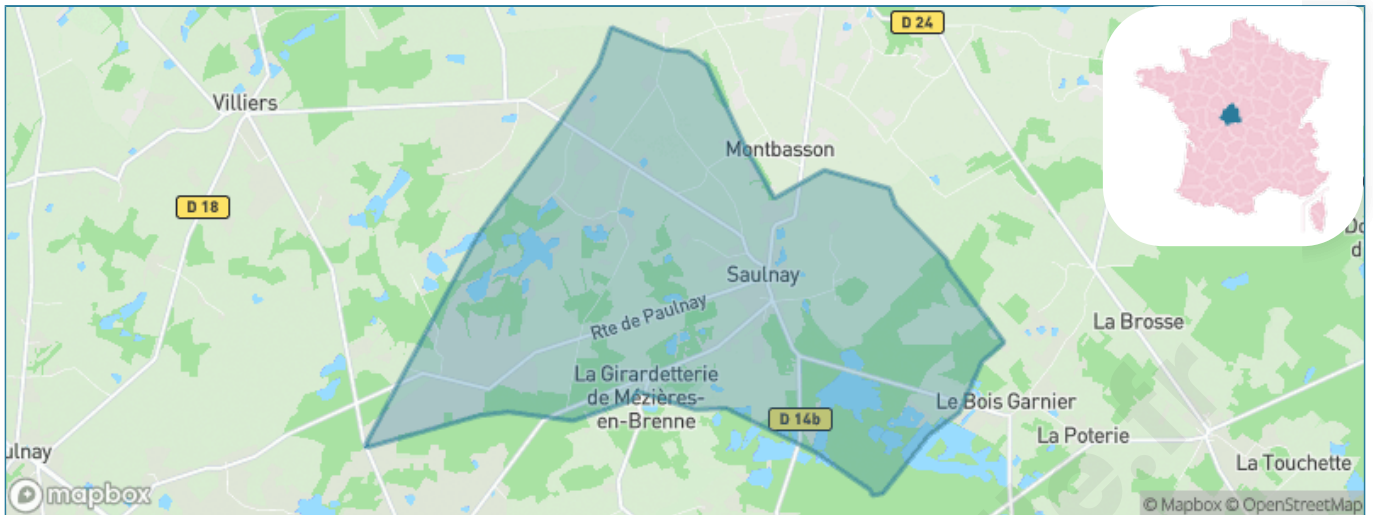 D 24
Villiers
Montbasson
D 18
Saulnay
Rte de Paulnay
La Brosse
La Girardetterie
de Mézières-
en-Brenne
Le Bois Garnier
D 14b
La Poterie
ulnay
La Touchette
mapbox
© Mapbox © OpenStreetMap